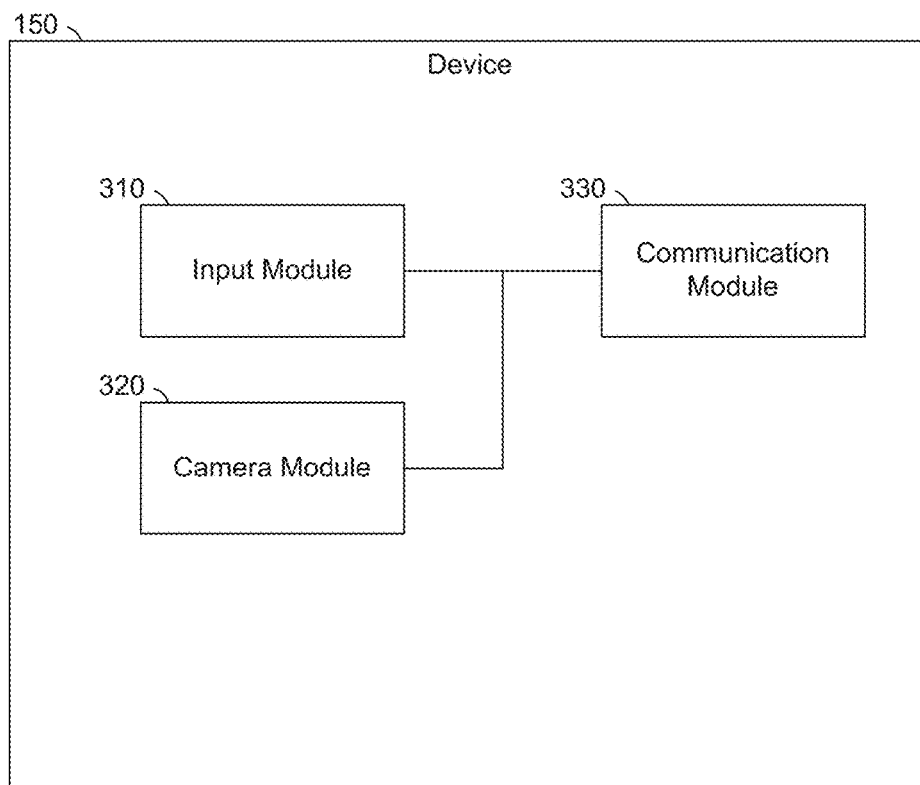 150
Device
310
Input Module
330
Communication
Module
320
Camera Module